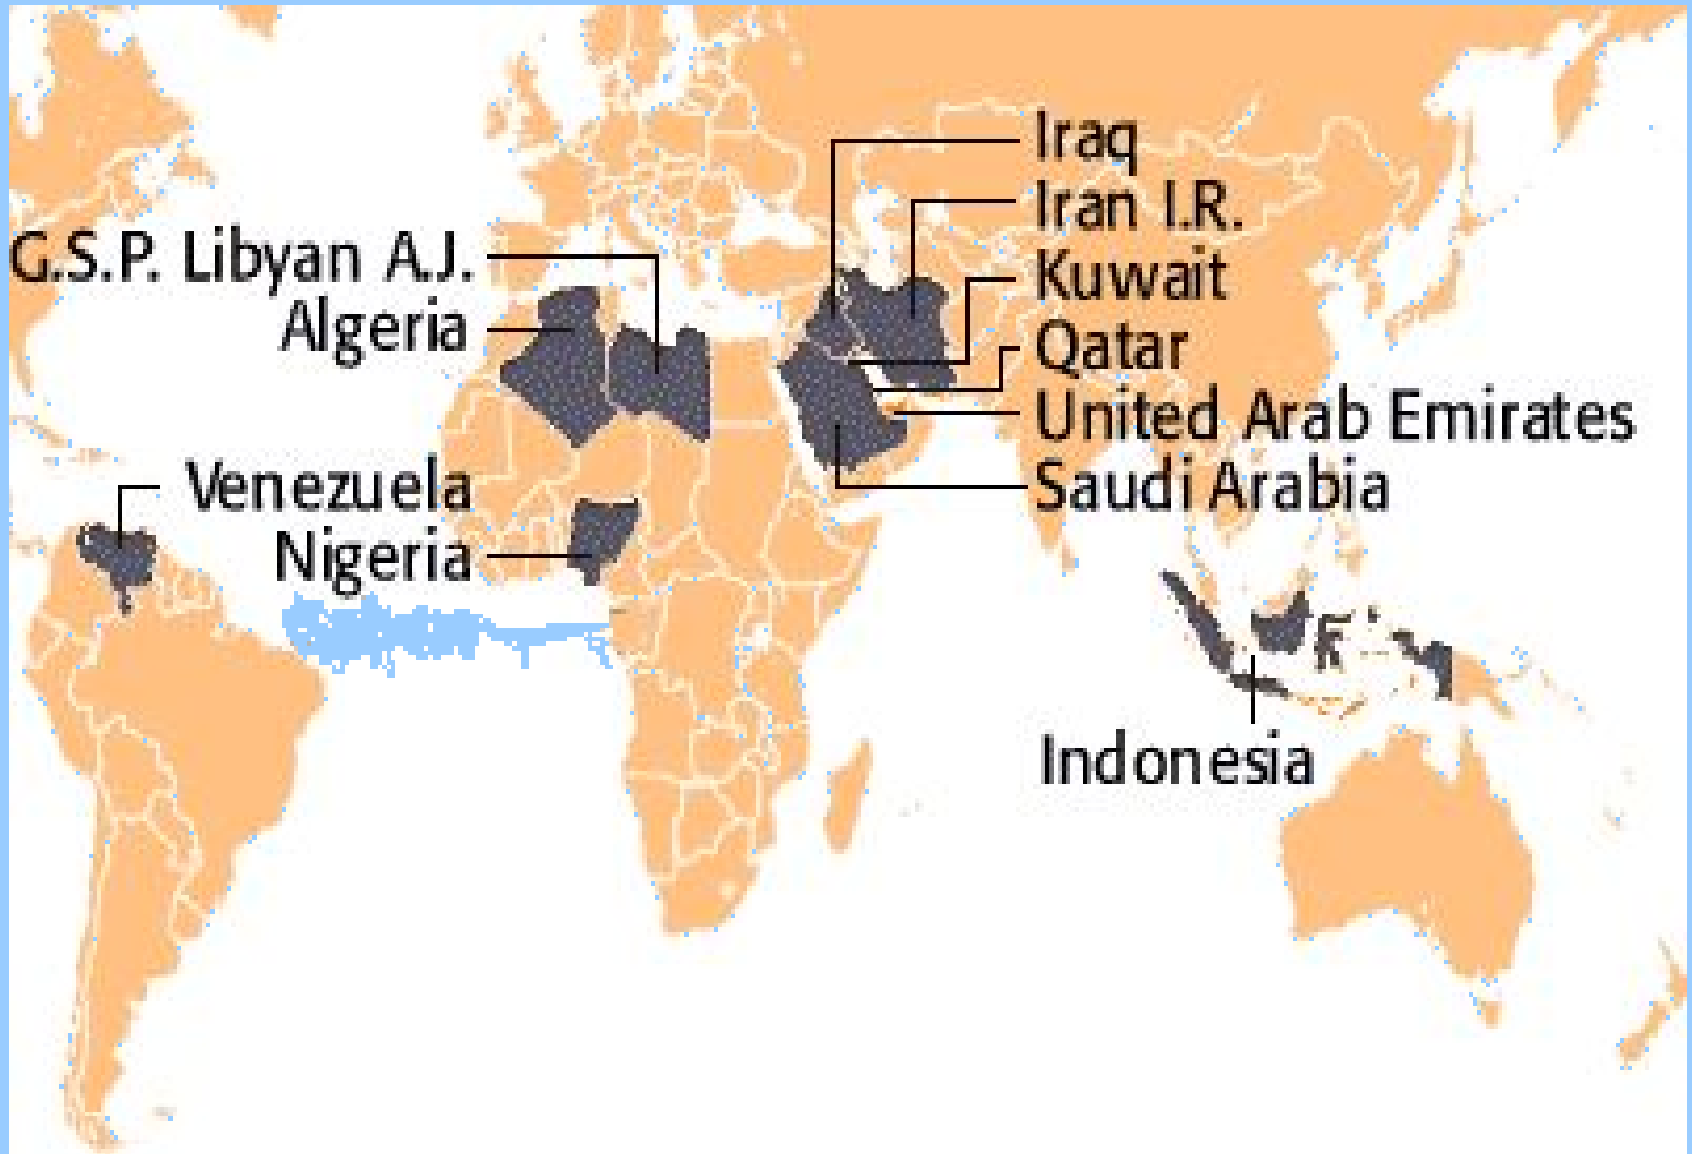 Iraq
Iran I.R.
Kuwait
Qatar
United Arab Emirates
Saudi Arabia
G.S.P. Libyan A.J.
Algeria
Venezuela
Nigeria
Indonesia